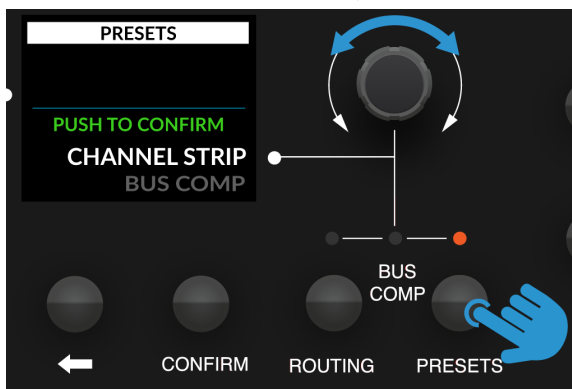 PRESETS
PUSH TO CONFIRM
CHANNEL STRIP
BUS COMP
BUS
COMP
CONFIRM
ROUTING
PRESETS